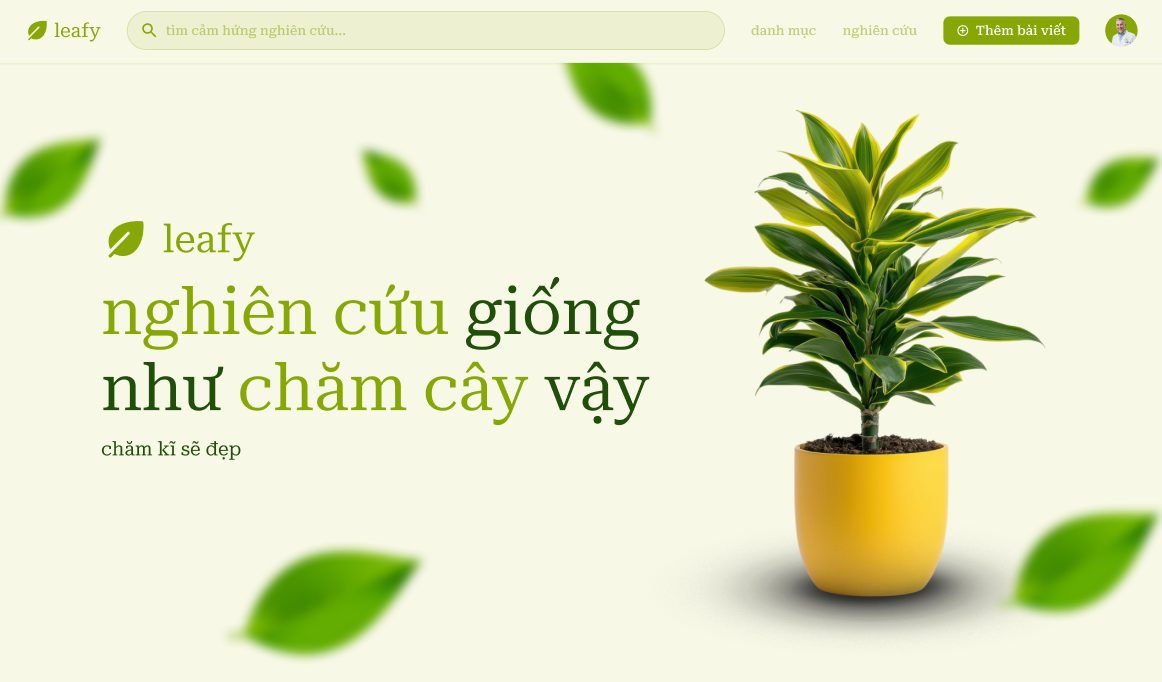 leafy
tìm cảm hứng nghiên cứu...
danh mục
nghiên cứu
Thêm bài viết
leafy
nghiên cứu giống
như chăm cây vậy
chăm kĩ sẽ đẹp